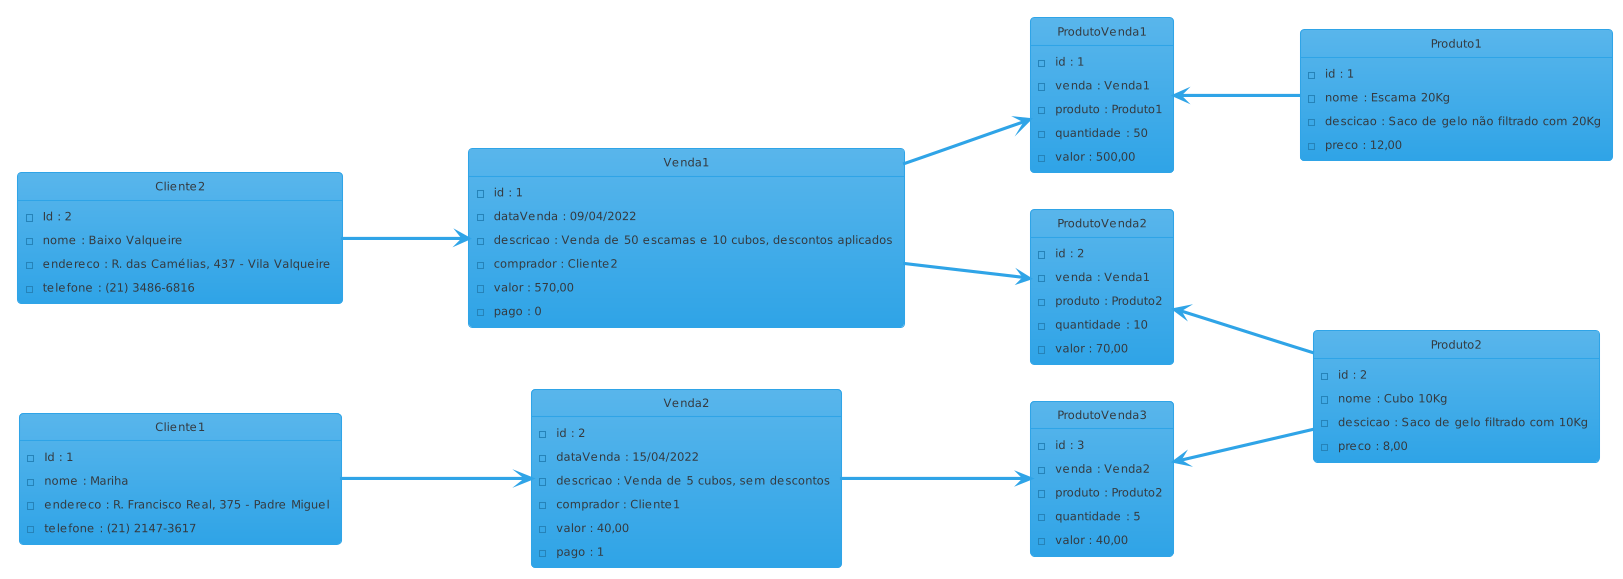 Cliente2
Id : 2
nome : Baixo Valqueire
endereco : R. das Camélias, 437 - Vila Valqueire
telefone : (21) 3486-6816
Venda1
id : 1
dataVenda : 09/04/2022
descricao : Venda de 50 escamas e 10 cubos, descontos aplicados
comprador : Cliente2
valor : 570,00
pago : 0
ProdutoVenda1
id : 1
venda : Venda1
produto : Produto1
quantidade : 50
valor : 500,00
Produto1
id : 1
nome : Escama 20Kg
descicao : Saco de gelo não filtrado com 20Kg
preco : 12,00
ProdutoVenda2
id : 2
venda : Venda1
produto : Produto2
quantidade : 10
valor : 70,00
Produto2
id : 2
nome : Cubo 10Kg
descicao : Saco de gelo filtrado com 10Kg
preco : 8,00
Cliente1
Id : 1
nome : Mariha
endereco : R. Francisco Real, 375 - Padre Miguel
telefone : (21) 2147-3617
Venda2
id : 2
dataVenda : 15/04/2022
descricao : Venda de 5 cubos, sem descontos
comprador : Cliente1
valor : 40,00
pago : 1
ProdutoVenda3
id : 3
venda : Venda2
produto : Produto2
quantidade : 5
valor : 40,00